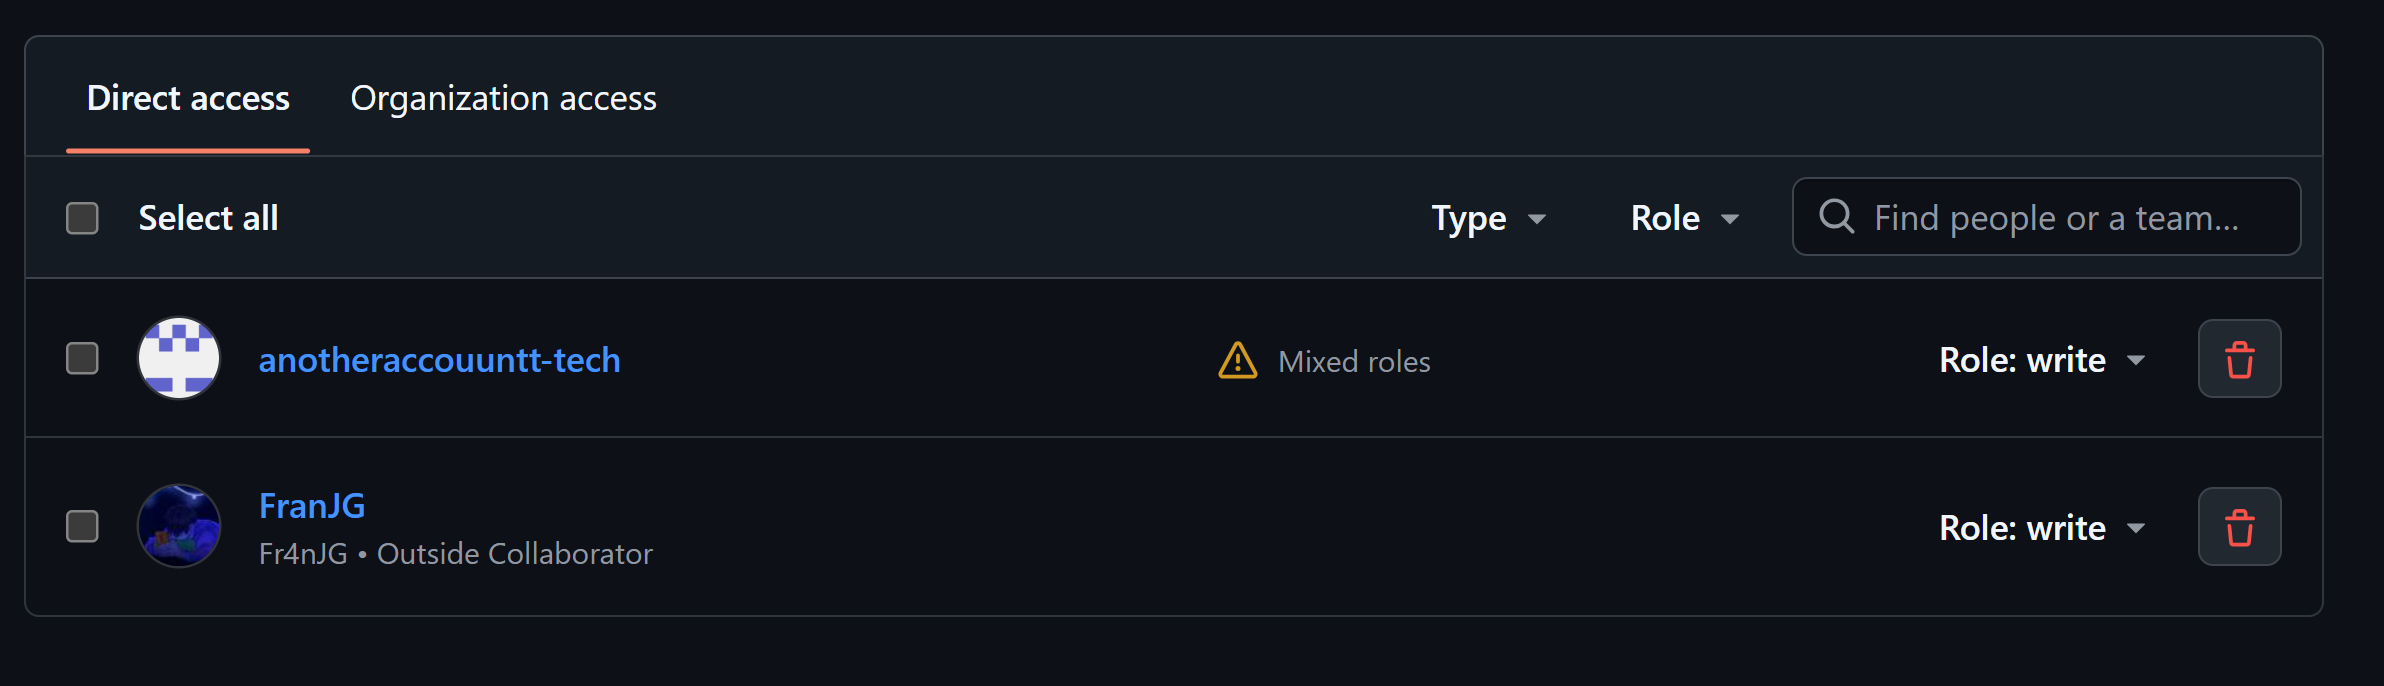 Direct access Organization access
Select all Type Role Find people or a team...
anotheraccouuntt-tech Mixed roles Role: write
FranJG
Fr4nJG • Outside Collaborator Role: write